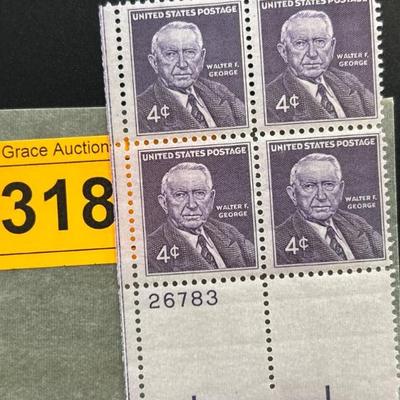 UNITED STATES POSTAGE
WALTER F.
GEORGE
4¢
UNITED STATES POSTAGE
WALTER F.
GEORGE
4¢
Grace Auction
318
UNITED STATES POSTAGE
WALTER F.
GEORGE
4¢
UNITED STATES POSTAGE
WALTER F.
GEORGE
4¢
26783